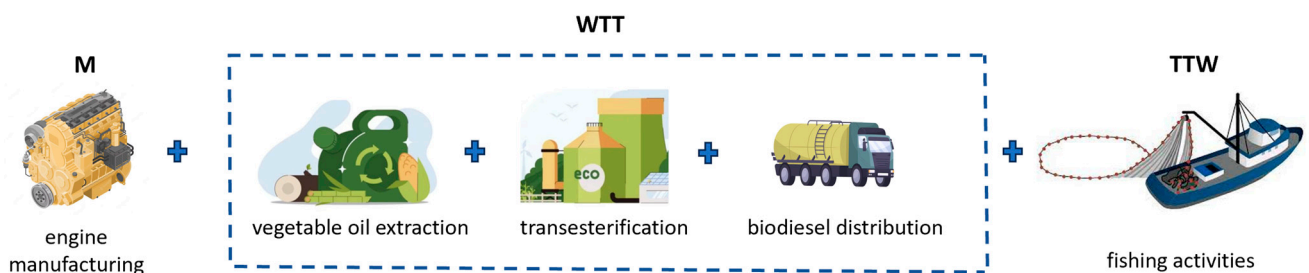 WTT
M
TTW
eco
vegetable oil extraction
transesterification
biodiesel distribution
engine
manufacturing
fishing activities